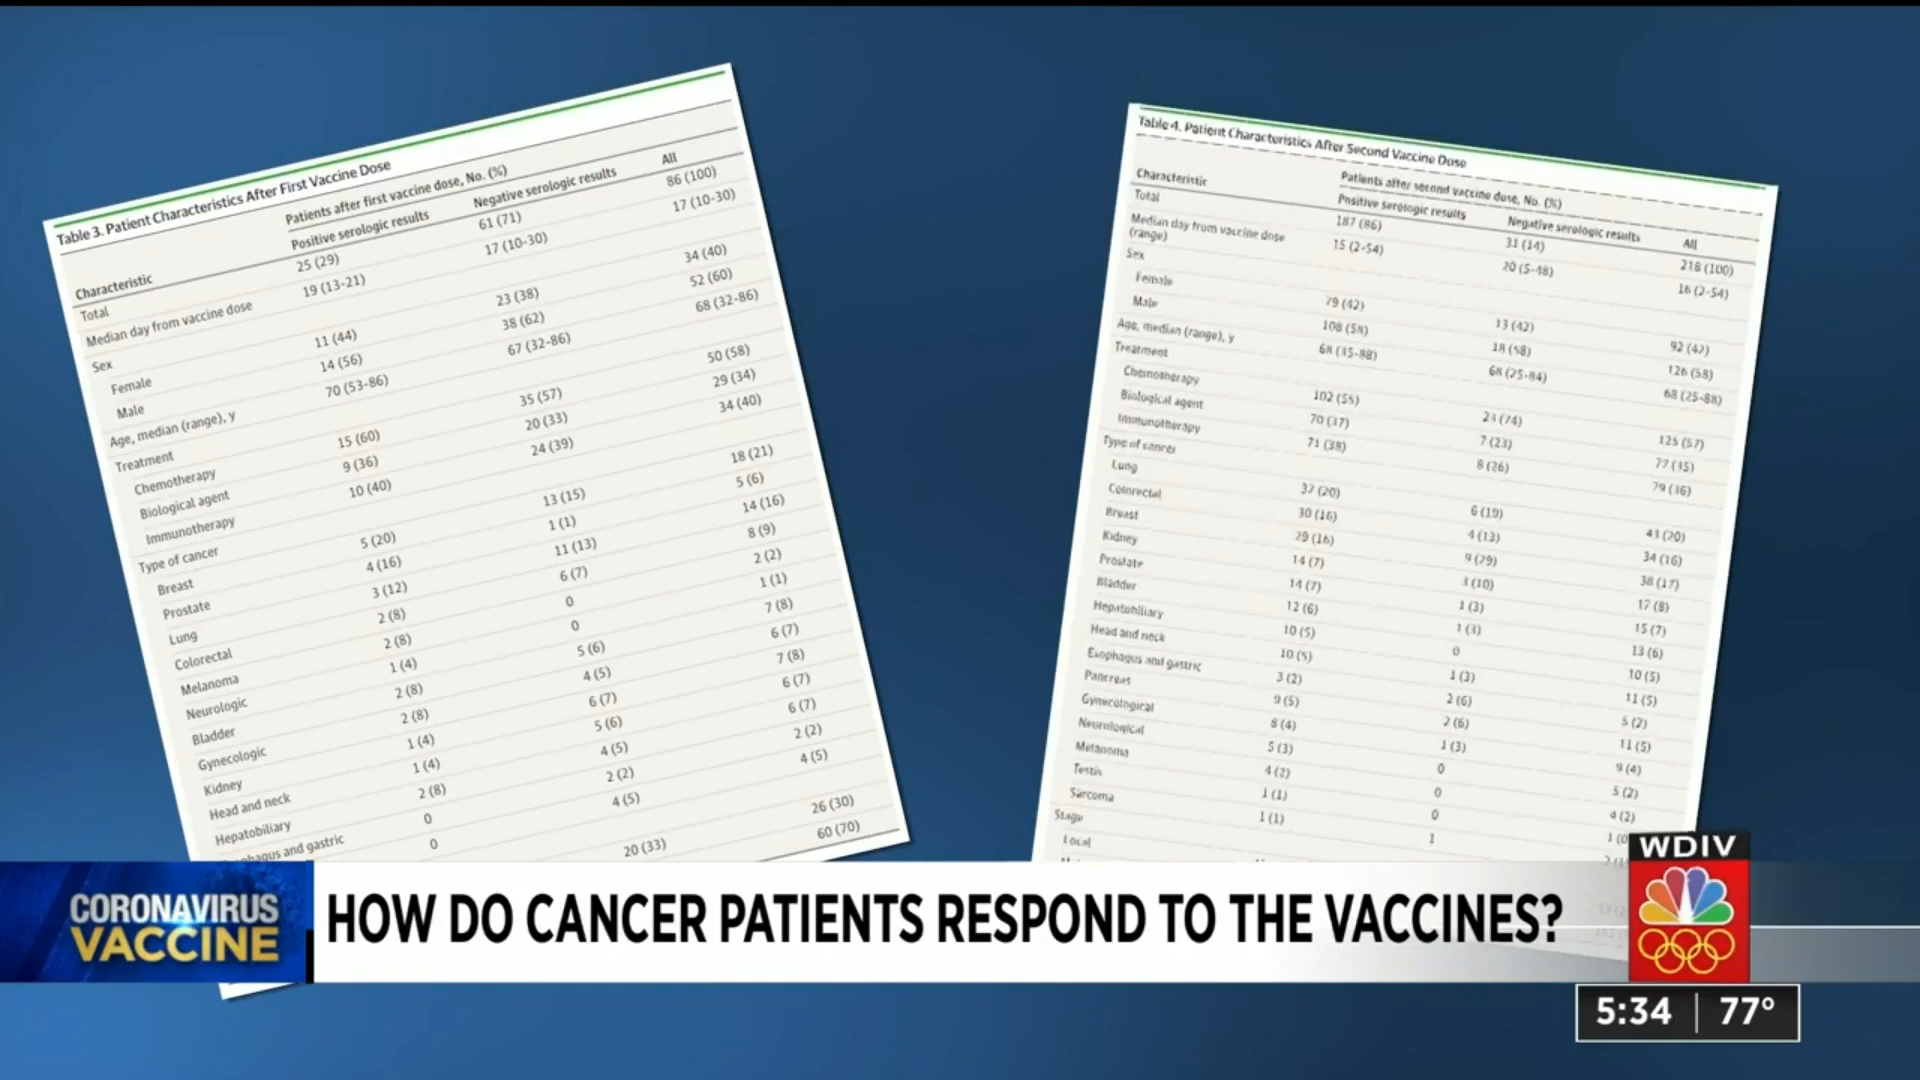 Table 3. Patient Characteristics After First Vaccine Dose
Patients after first vaccine dose, No. (%)
Characteristic Positive serologic results Negative serologic results All
Total 25 (29) 61 (71) 86 (100)
Median day from vaccine dose 19 (13-21) 17 (10-30) 17 (10-30)
Sex
Female 11 (44) 23 (38) 34 (40)
Male 14 (56) 38 (62) 52 (60)
Age, median (range), y 70 (53-86) 67 (32-86) 68 (32-86)
Treatment
Chemotherapy 15 (60) 35 (57) 50 (58)
Biological agent 9 (36) 20 (33) 29 (34)
Immunotherapy 10 (40) 24 (39) 34 (40)
Type of cancer
Breast 5 (20) 13 (15) 18 (21)
Prostate 4 (16) 1 (1) 5 (6)
Lung 3 (12) 11 (13) 14 (16)
Colorectal 2 (8) 6 (7) 8 (9)
Melanoma 2 (8) 0 2 (2)
Neurologic 1 (4) 0 1 (1)
Bladder 2 (8) 5 (6) 7 (8)
Gynecologic 2 (8) 4 (5) 6 (7)
Kidney 1 (4) 6 (7) 7 (8)
Head and neck 1 (4) 5 (6) 6 (7)
Hepatobiliary 2 (8) 4 (5) 6 (7)
and gastric 0 2 (2) 2 (2)
0 4 (5) 4 (5)
20 (33) 26 (30)
60 (70)
Table 4. Patient Characteristics After Second Vaccine Dose
Patients after second vaccine dose, No. (%)
Characteristic Positive serologic results Negative serologic results All
Total 187 (86) 31 (14) 218 (100)
Median day from vaccine dose
(range) 15 (2-54) 20 (5-48) 16 (2-54)
Sex
Female 79 (42) 13 (42) 92 (42)
Male 108 (58) 18 (58) 126 (58)
Age, median (range), y 68 (35-88) 68 (25-84) 68 (25-88)
Treatment
Chemotherapy 102 (55) 23 (74) 125 (57)
Biological agent 70 (37) 7 (23) 77 (35)
Immunotherapy 71 (38) 8 (26) 79 (36)
Type of cancer
Lung 37 (20) 6 (19) 43 (20)
Colorectal 30 (16) 4 (13) 34 (16)
Breast 29 (16) 9 (29) 38 (17)
Kidney 14 (7) 3 (10) 17 (8)
Prostate 14 (7) 1 (3) 15 (7)
Bladder 12 (6) 1 (3) 13 (6)
Hepatobiliary 10 (5) 0 10 (5)
Head and neck 10 (5) 1 (3) 11 (5)
Esophagus and gastric 3 (2) 2 (6) 5 (2)
Pancreas 9 (5) 2 (6) 11 (5)
Gynecological 8 (4) 1 (3) 9 (4)
Neurological 5 (3) 0 5 (2)
Melanoma 4 (2) 0 4 (2)
Testis 1 (1) 0
Sarcoma 1 (1) 1
Stage
Local
CORONAVIRUS
VACCINE
HOW DO CANCER PATIENTS RESPOND TO THE VACCINES?
WDIV
5:34 77°